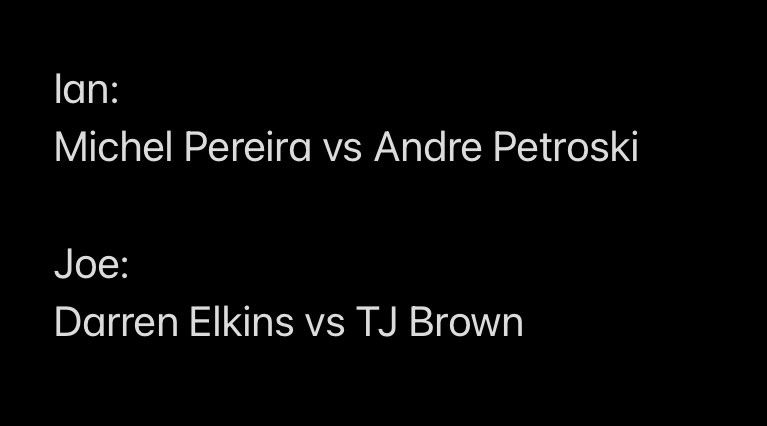 Ian:
Michel Pereira vs Andre Petroski
Joe:
Darren Elkins vs TJ Brown